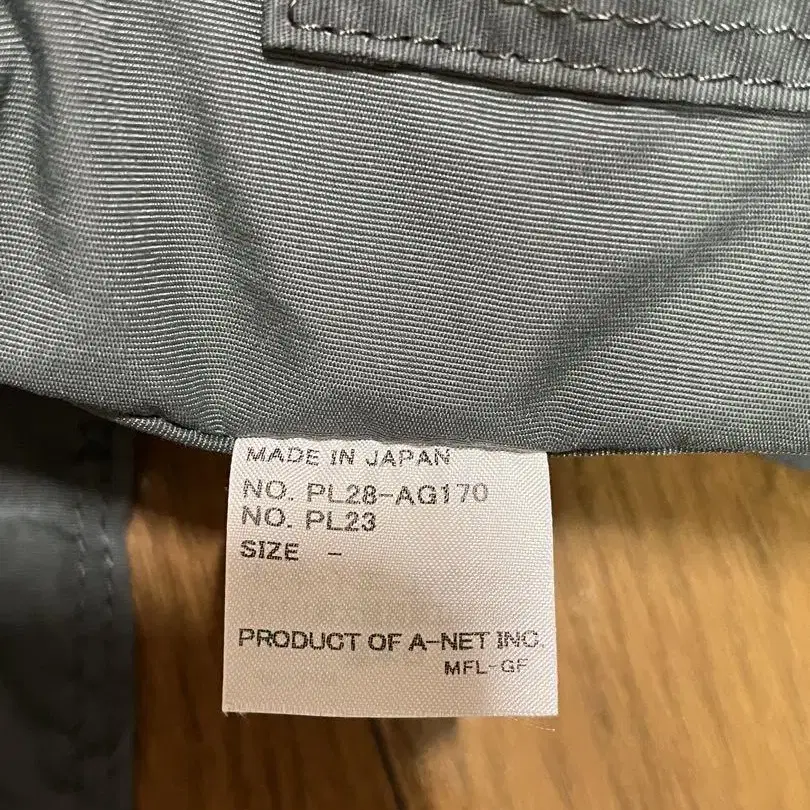 MADE IN JAPAN
NO. PL28-AG170
NO. PL23
SIZE -
PRODUCT OF A-NET INC.
MFL-GF